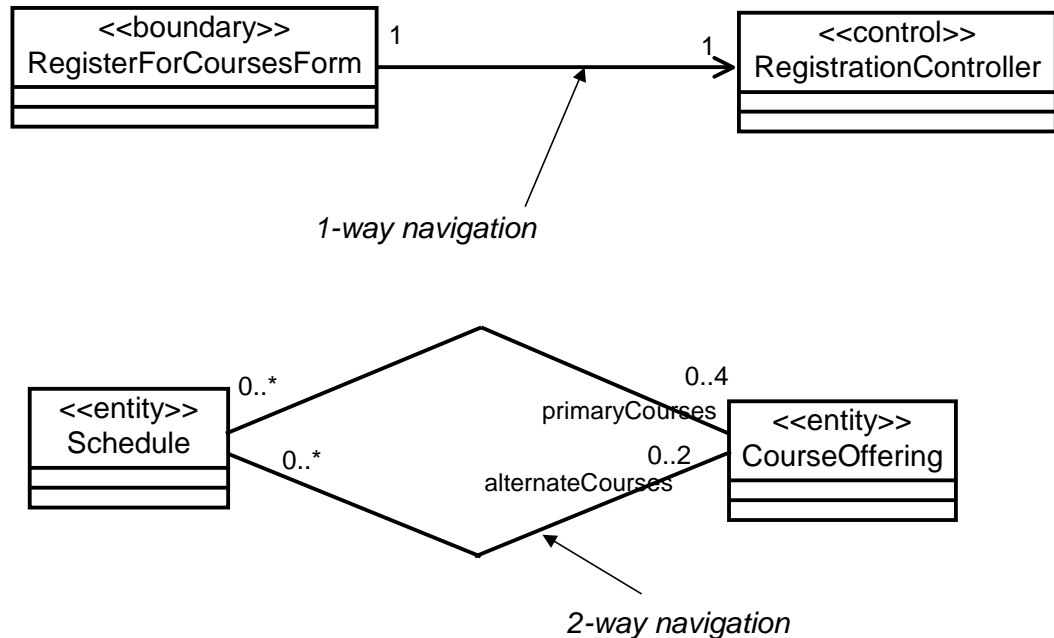 <<boundary>>
RegisterForCoursesForm
1
1
<<control>>
RegistrationController
1-way navigation
<<entity>>
Schedule
0..*
0..*
0..4
primaryCourses
0..2
alternateCourses
<<entity>>
CourseOffering
2-way navigation